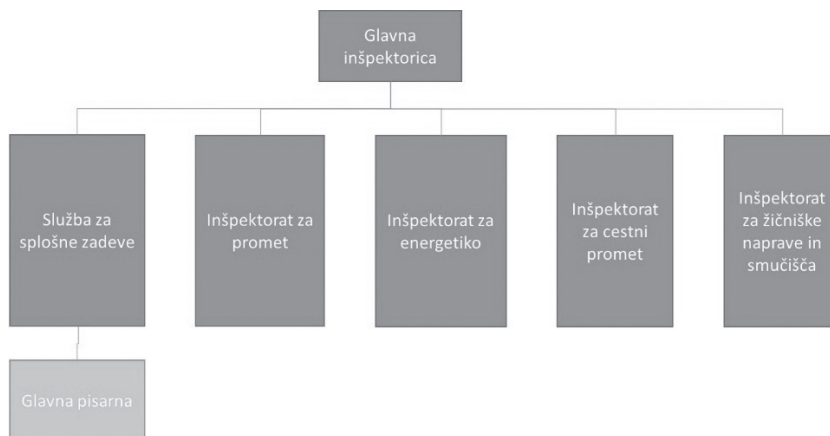 Glavna
inšpektorica
Služba za
splošne zadeve
Inšpektorat za
promet
Inšpektorat za
energetiko
Inšpektorat
za cestni
promet
Inšpektorat
za žičniške
naprave in
smučišča
Glavna pisarna